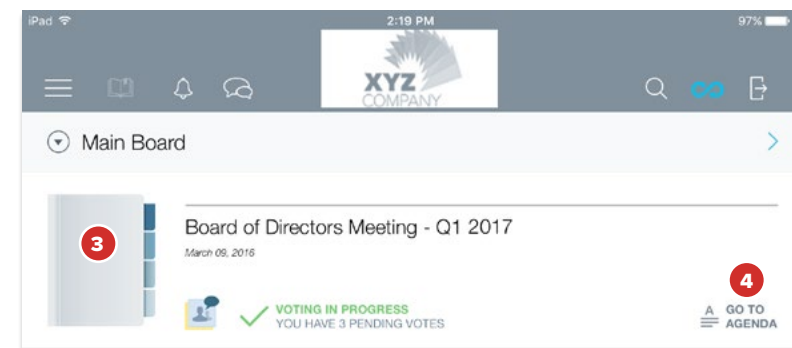 iPad 2:19 PM 97%
XYZ
COMPANY
Main Board
3
Board of Directors Meeting - Q1 2017
March 09, 2016
4
VOTING IN PROGRESS
YOU HAVE 3 PENDING VOTES
A GO TO
AGENDA